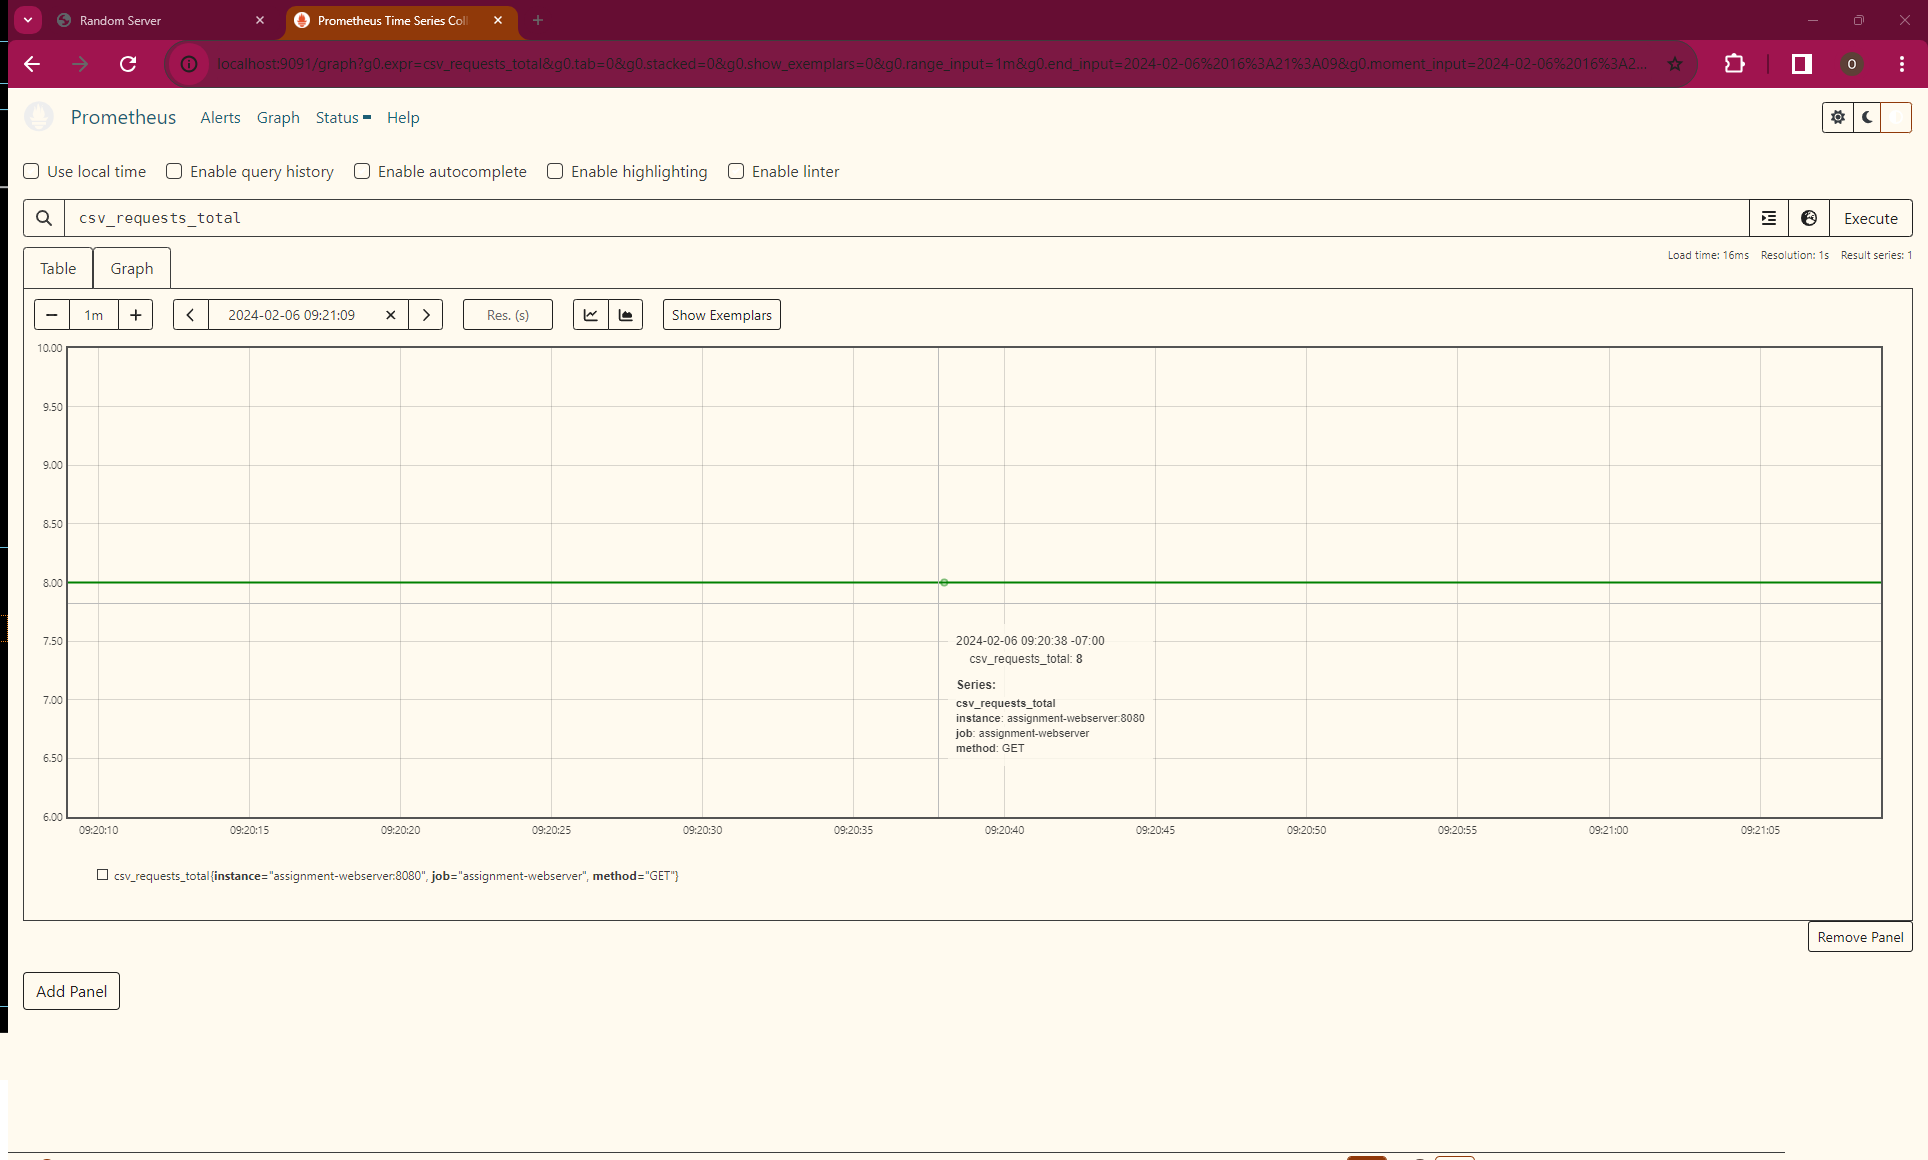 Random Server
Prometheus Time Series Coll
localhost:9091/graph?g0.expr=csv_requests_total&g0.tab=0&g0.stacked=0&g0.show_exemplars=0&g0.range_input=1m&g0.end_input=2024-02-06%2016%3A21%3A09&g0.moment_input=2024-02-06%2016%3A2...
O
Prometheus Alerts Graph Status Help
Use local time Enable query history Enable autocomplete Enable highlighting Enable linter
csv_requests_total
Execute
Load time: 16ms Resolution: 1s Result series: 1
Table Graph
1m 2024-02-06 09:21:09 Res. (s) Show Exemplars
10.00
9.50
9.00
8.50
8.00
7.50
7.00
6.50
6.00
2024-02-06 09:20:38 -07:00
csv_requests_total: 8
Series:
csv_requests_total
instance: assignment-webserver:8080
job: assignment-webserver
method: GET
09:20:10 09:20:15 09:20:20 09:20:25 09:20:30 09:20:35 09:20:40 09:20:45 09:20:50 09:20:55 09:21:00 09:21:05
csv_requests_total{instance="assignment-webserver:8080", job="assignment-webserver", method="GET"}
Remove Panel
Add Panel